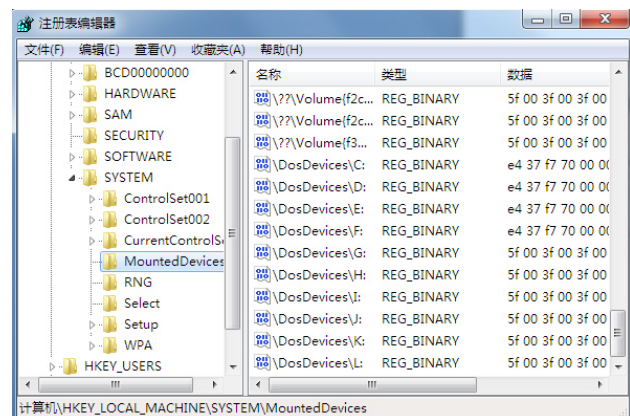 注册表编辑器
文件(F) 编辑(E) 查看(V) 收藏夹(A) 帮助(H)
BCD00000000
HARDWARE
SAM
SECURITY
SOFTWARE
SYSTEM
ControlSet001
ControlSet002
CurrentControlS
MountedDevices
RNG
Select
Setup
WPA
HKEY_USERS
名称 类型 数据
\??\Volume{f2c... REG_BINARY 5f 00 3f 00 3f 00
\??\Volume{f2c... REG_BINARY 5f 00 3f 00 3f 00
\??\Volume{f3... REG_BINARY 5f 00 3f 00 3f 00
\DosDevices\C: REG_BINARY e4 37 f7 70 00 00
\DosDevices\D: REG_BINARY e4 37 f7 70 00 00
\DosDevices\E: REG_BINARY e4 37 f7 70 00 00
\DosDevices\F: REG_BINARY e4 37 f7 70 00 00
\DosDevices\G: REG_BINARY 5f 00 3f 00 3f 00
\DosDevices\H: REG_BINARY 5f 00 3f 00 3f 00
\DosDevices\I: REG_BINARY 5f 00 3f 00 3f 00
\DosDevices\J: REG_BINARY 5f 00 3f 00 3f 00
\DosDevices\K: REG_BINARY 5f 00 3f 00 3f 00
\DosDevices\L: REG_BINARY 5f 00 3f 00 3f 00
计算机\HKEY_LOCAL_MACHINE\SYSTEM\MountedDevices